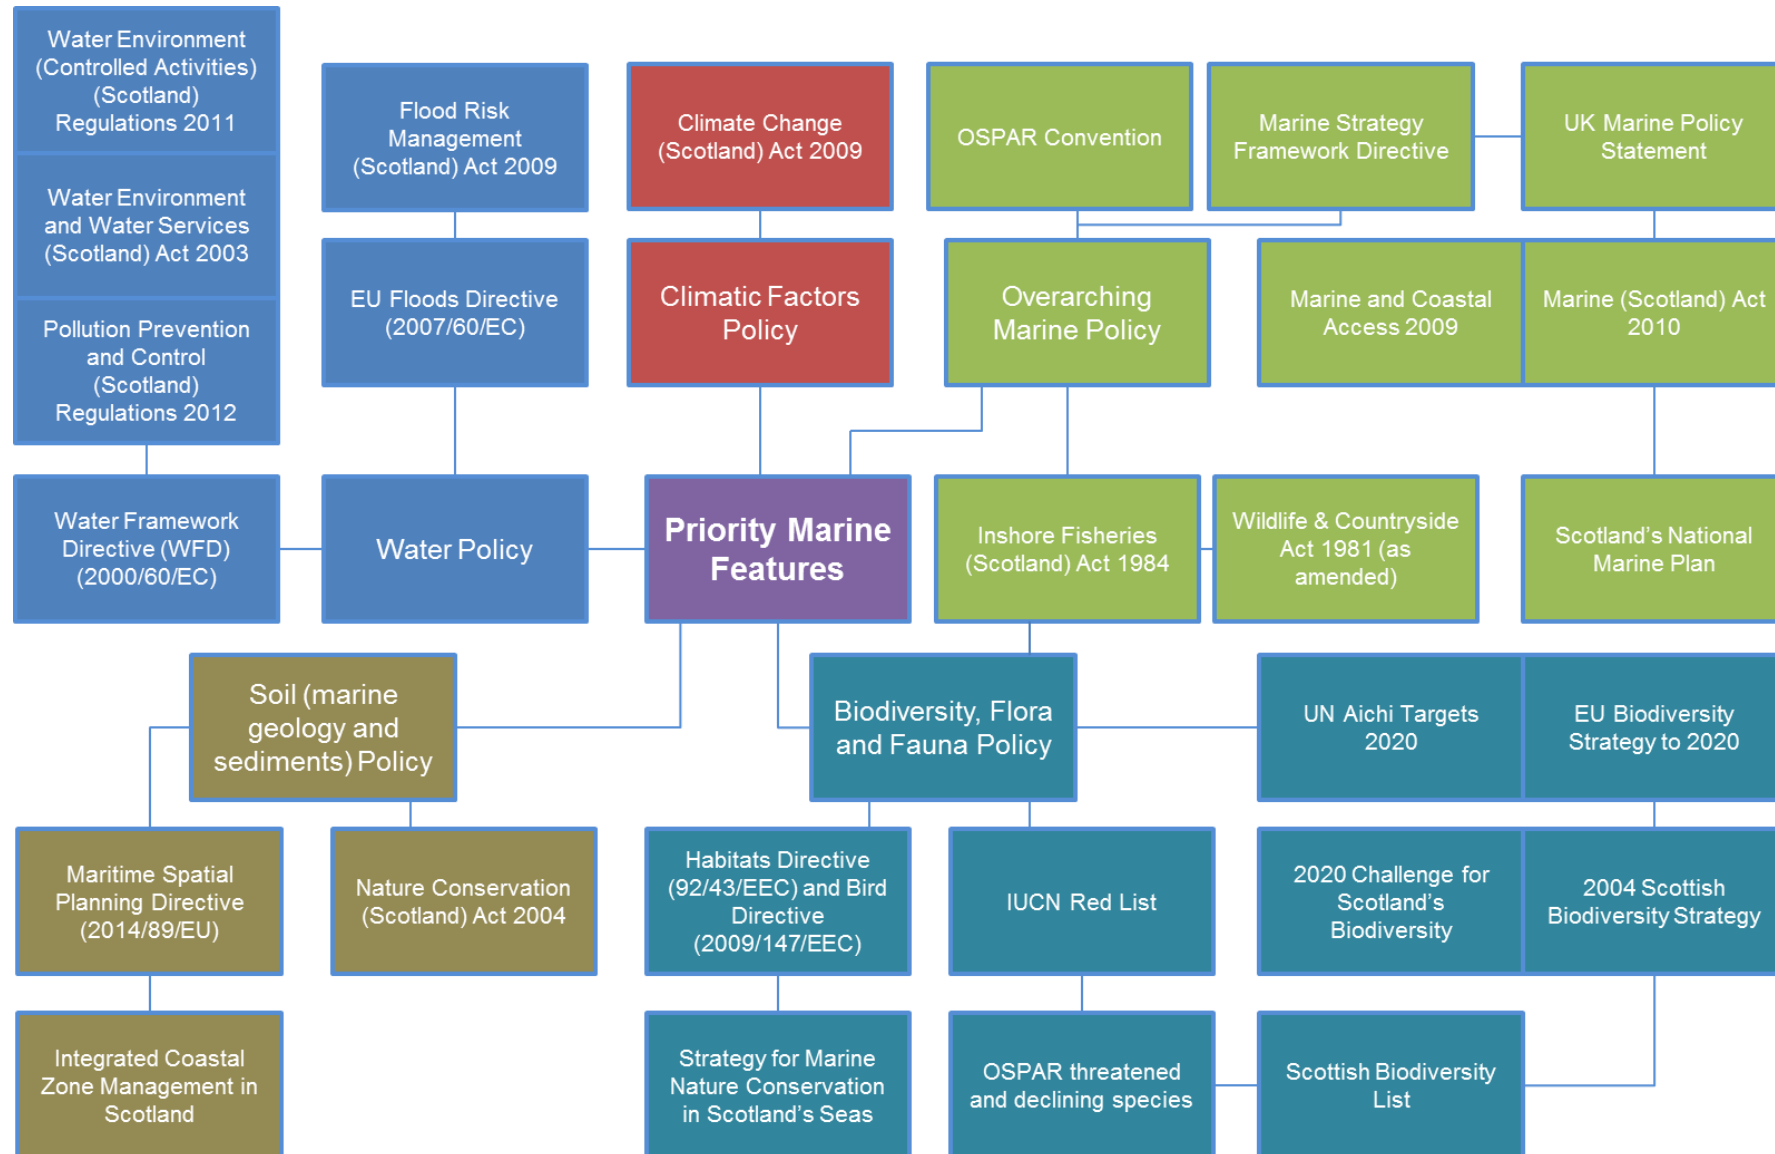 Water Environment
(Controlled Activities)
(Scotland)
Regulations 2011
Water Environment
and Water Services
(Scotland) Act 2003
Pollution Prevention
and Control
(Scotland)
Regulations 2012
Flood Risk
Management
(Scotland) Act 2009
EU Floods Directive
(2007/60/EC)
Climate Change
(Scotland) Act 2009
Climatic Factors
Policy
OSPAR Convention
Overarching
Marine Policy
Marine Strategy
Framework Directive
UK Marine Policy
Statement
Marine and Coastal
Access 2009
Marine (Scotland) Act
2010
Water Framework
Directive (WFD)
(2000/60/EC)
Water Policy
Priority Marine
Features
Inshore Fisheries
(Scotland) Act 1984
Wildlife & Countryside
Act 1981 (as
amended)
Scotland’s National
Marine Plan
Soil (marine
geology and
sediments) Policy
Biodiversity, Flora
and Fauna Policy
UN Aichi Targets
2020
EU Biodiversity
Strategy to 2020
Maritime Spatial
Planning Directive
(2014/89/EU)
Nature Conservation
(Scotland) Act 2004
Habitats Directive
(92/43/EEC) and Bird
Directive
(2009/147/EEC)
IUCN Red List
2020 Challenge for
Scotland’s
Biodiversity
2004 Scottish
Biodiversity Strategy
Integrated Coastal
Zone Management in
Scotland
Strategy for Marine
Nature Conservation
in Scotland’s Seas
OSPAR threatened
and declining species
Scottish Biodiversity
List